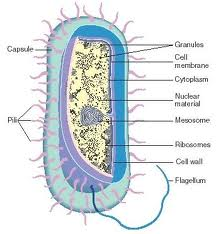 Capsule
Pili
Granules
Cell
membrane
Cytoplasm
Nuclear
material
Mesosome
Ribosomes
Cell wall
Flagellum